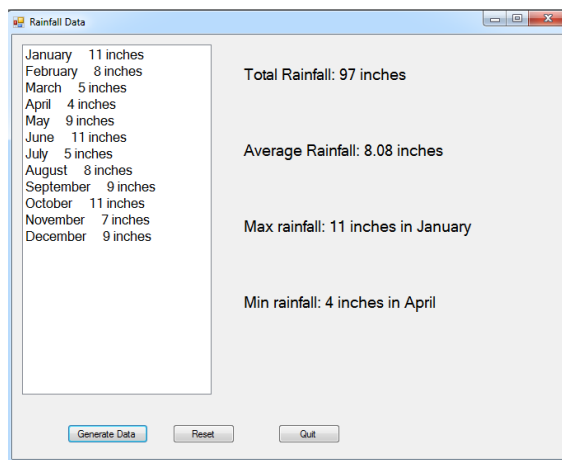 Rainfall Data
January 11 inches
February 8 inches
March 5 inches
April 4 inches
May 9 inches
June 11 inches
July 5 inches
August 8 inches
September 9 inches
October 11 inches
November 7 inches
December 9 inches
Total Rainfall: 97 inches
Average Rainfall: 8.08 inches
Max rainfall: 11 inches in January
Min rainfall: 4 inches in April
Generate Data
Reset
Quit